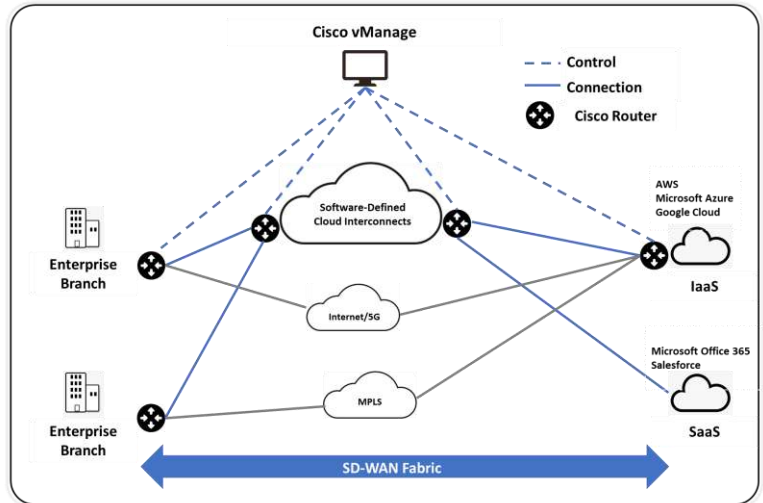 Cisco vManage
Control
Connection
Cisco Router
Software-Defined
Cloud Interconnects
AWS
Microsoft Azure
Google Cloud
Enterprise
Branch
IaaS
Internet/5G
Microsoft Office 365
Salesforce
MPLS
Enterprise
Branch
SaaS
SD-WAN Fabric